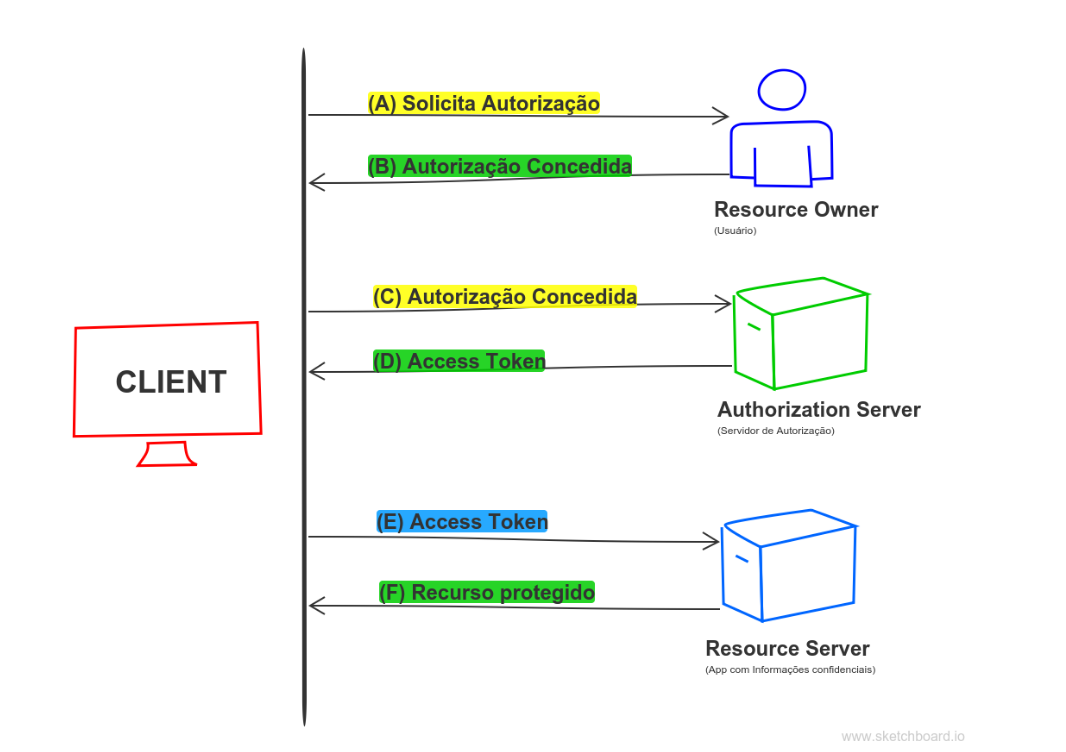 (A) Solicita Autorização
(B) Autorização Concedida
Resource Owner
(Usuário)
(C) Autorização Concedida
(D) Access Token
Authorization Server
(Servidor de Autorização)
CLIENT
(E) Access Token
(F) Recurso protegido
Resource Server
(App com Informações confidenciais)
www.sketchboard.io